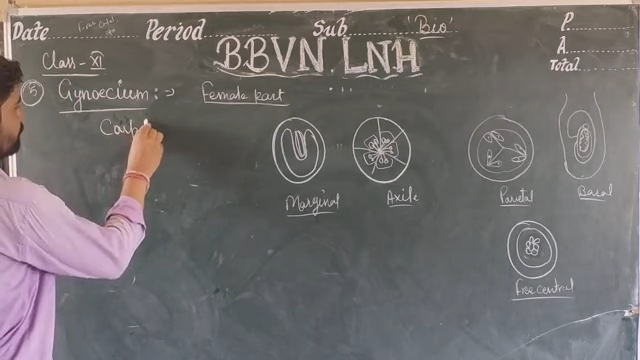 Date Period Sub 'Bio' P.
BBVN LNH A.
Total
Class - XI
5 Gynoecium :⇒ Female part
Carp
Marginal Axile Parietal Basal
Free central